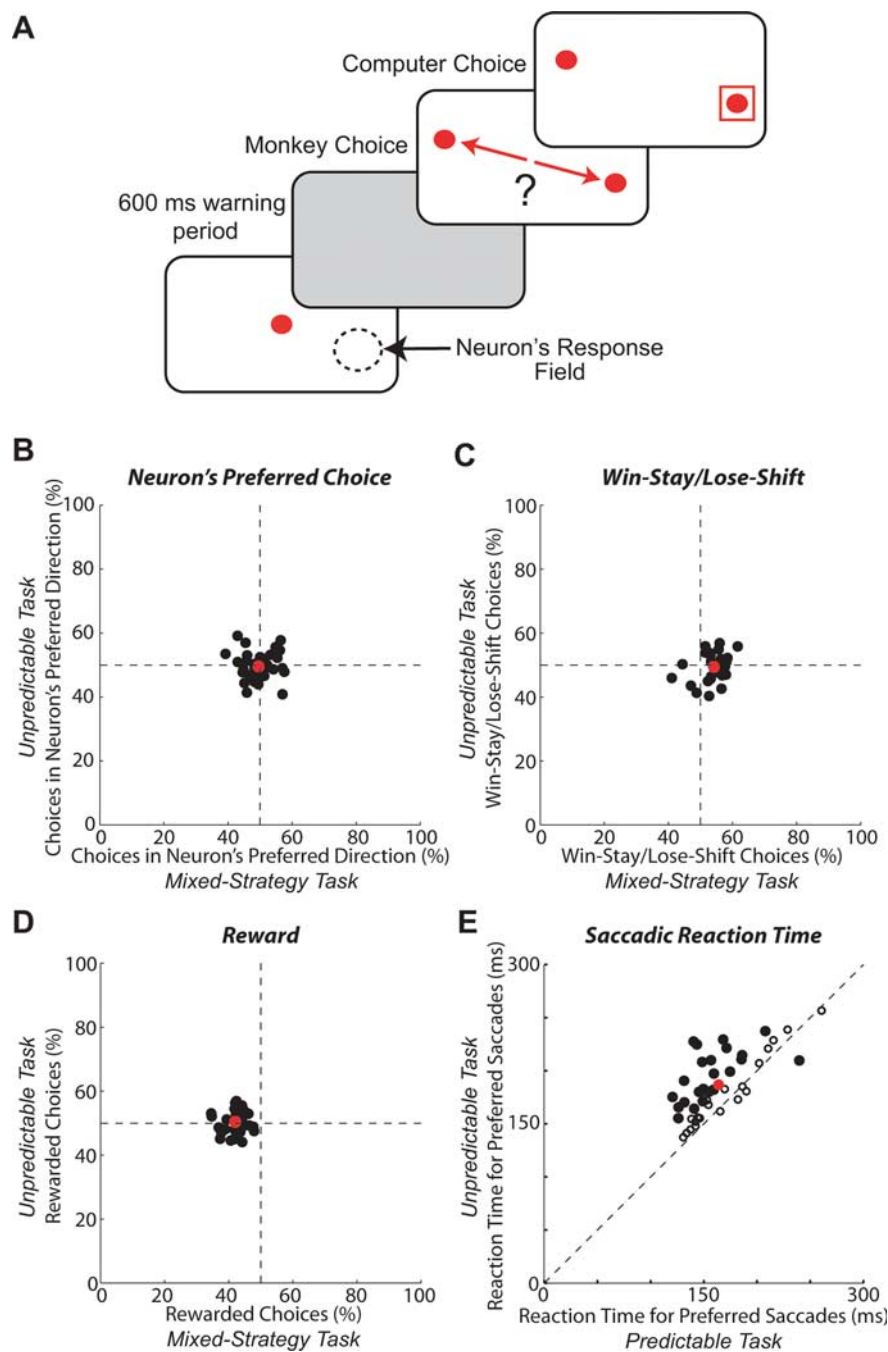 A
Computer Choice
Monkey Choice
600 ms warning
period
?
Neuron's Response
Field
B
Neuron's Preferred Choice
Unpredictable Task
Choices in Neuron's Preferred Direction (%)
100
80
60
40
20
0
0 20 40 60 80 100
Choices in Neuron's Preferred Direction (%)
Mixed-Strategy Task
C
Win-Stay/Lose-Shift
Unpredictable Task
Win-Stay/Lose-Shift Choices (%)
100
80
60
40
20
0
0 20 40 60 80 100
Win-Stay/Lose-Shift Choices (%)
Mixed-Strategy Task
D
Reward
Unpredictable Task
Rewarded Choices (%)
100
80
60
40
20
0
0 20 40 60 80 100
Rewarded Choices (%)
Mixed-Strategy Task
E
Saccadic Reaction Time
Unpredictable Task
Reaction Time for Preferred Saccades (ms)
300
150
0
0 150 300
Reaction Time for Preferred Saccades (ms)
Predictable Task